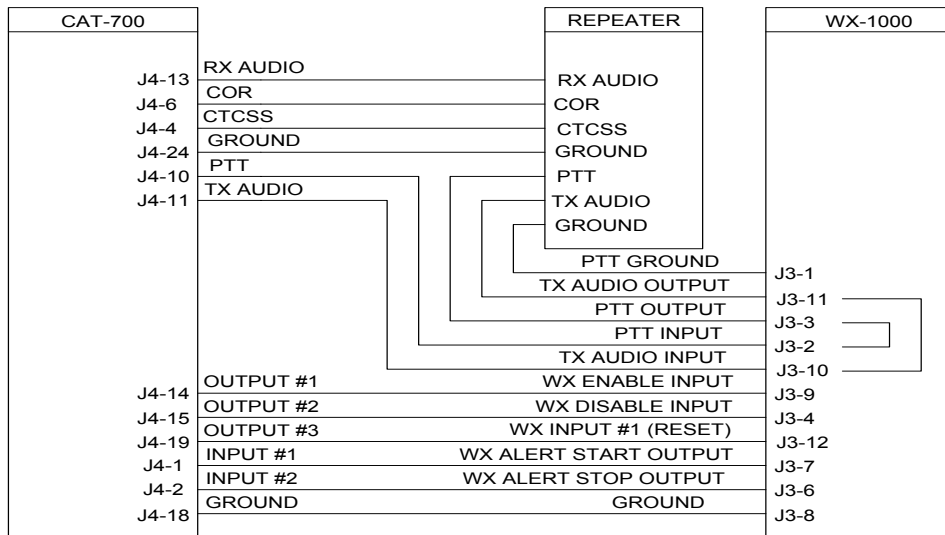 CAT-700 REPEATER WX-1000
RX AUDIO
J4-13 RX AUDIO
COR
J4-6 COR
CTCSS
J4-4 CTCSS
GROUND
J4-24 GROUND
PTT
J4-10 PTT
TX AUDIO
J4-11 TX AUDIO
GROUND
PTT GROUND
J3-1
TX AUDIO OUTPUT
J3-11
PTT OUTPUT
J3-3
PTT INPUT
J3-2
TX AUDIO INPUT
J3-10
OUTPUT #1 WX ENABLE INPUT
J4-14 J3-9
OUTPUT #2 WX DISABLE INPUT
J4-15 J3-4
OUTPUT #3 WX INPUT #1 (RESET)
J4-19 J3-12
INPUT #1 WX ALERT START OUTPUT
J4-1 J3-7
INPUT #2 WX ALERT STOP OUTPUT
J4-2 J3-6
GROUND GROUND
J4-18 J3-8